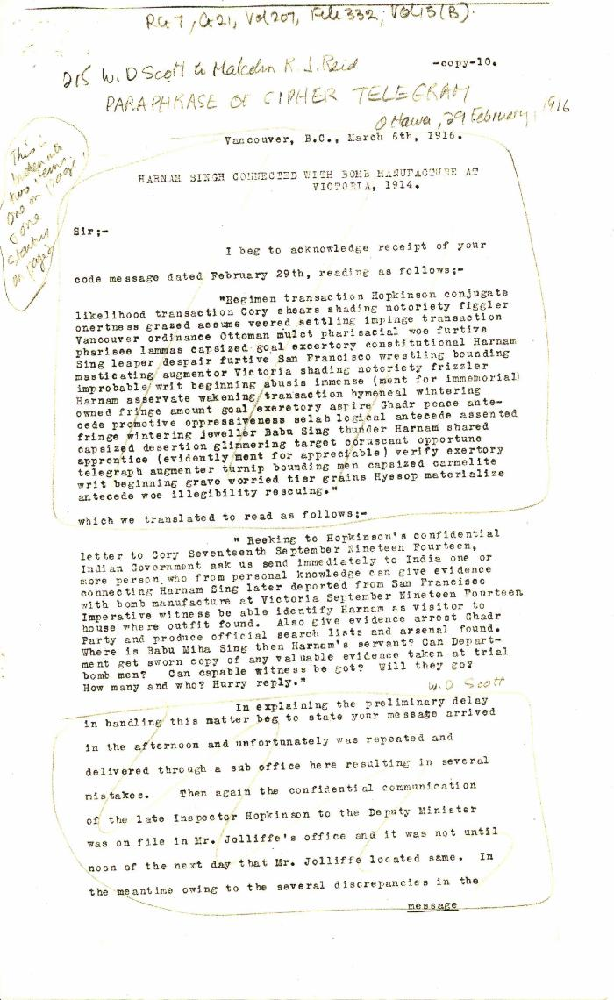 RG 7, G 21, Vol 207, File 332, Vol 15(B).
-copy-10.
215 W. D Scott to Malcolm R. J. Reid
PARAPHRASE OF CIPHER TELEGRAM
Ottawa, 29 February, 1916
Vancouver, B.C., March 6th, 1916.
This is
two items
one on page
one
starting
on page
HARNAM SINGH CONNECTED WITH BOMB MANUFACTURE AT
VICTORIA, 1914.
Sir;-
I beg to acknowledge receipt of your
code message dated February 29th, reading as follows;-
"Regimen transaction Hopkinson conjugate
likelihood transaction Cory shears shading notoriety figgler
onertness grazed assume veered settling impinge transaction
Vancouver ordinance Ottoman mulct pharisacial woe furtive
pharisee lammas capsized goal excertory constitutional Harnam
Sing leaper despair furtive San Francisco wrestling bounding
masticating augmentor Victoria shading notoriety frizzler
improbable writ beginning abusis immense (ment for immemorial)
Harnam asservate wakening transaction hymeneal wintering
owned fringe amount goal exeretory aspire Ghadr peace ante-
cede promotive oppressiveness selab logical antecede assented
fringe wintering jeweller Babu Sing thunder Harnam shared
capsized desertion glimmering target coruscant opportune
apprentice (evidently ment for appreciable) verify exertory
telegraph augmenter turnip bounding men capsized carmelite
writ beginning grave worried tier grains Hyssop materialize
antecede woe illegibility rescuing."
which we translated to read as follows;-
" Reeking to Hopkinson's confidential
letter to Cory Seventeenth September Nineteen Fourteen,
Indian Government ask us send immediately to India one or
more person who from personal knowledge can give evidence
connecting Harnam Sing later deported from San Francisco
with bomb manufacture at Victoria September Nineteen Fourteen
Imperative witness be able identify Harnam as visitor to
house where outfit found. Also give evidence arrest Ghadr
Party and produce official search lists and arsenal found.
Where is Babu Miha Sing then Harnam's servant? Can Depart-
ment get sworn copy of any valuable evidence taken at trial
bomb men? Can capable witness be got? Will they go?
How many and who? Hurry reply."
W. D Scott
In explaining the preliminary delay
in handling this matter beg to state your message arrived
in the afternoon and unfortunately was repeated and
delivered through a sub office here resulting in several
mistakes. Then again the confidential communication
of the late Inspector Hopkinson to the Deputy Minister
was on file in Mr. Jolliffe's office and it was not until
noon of the next day that Mr. Jolliffe located same. In
the meantime owing to the several discrepancies in the
message